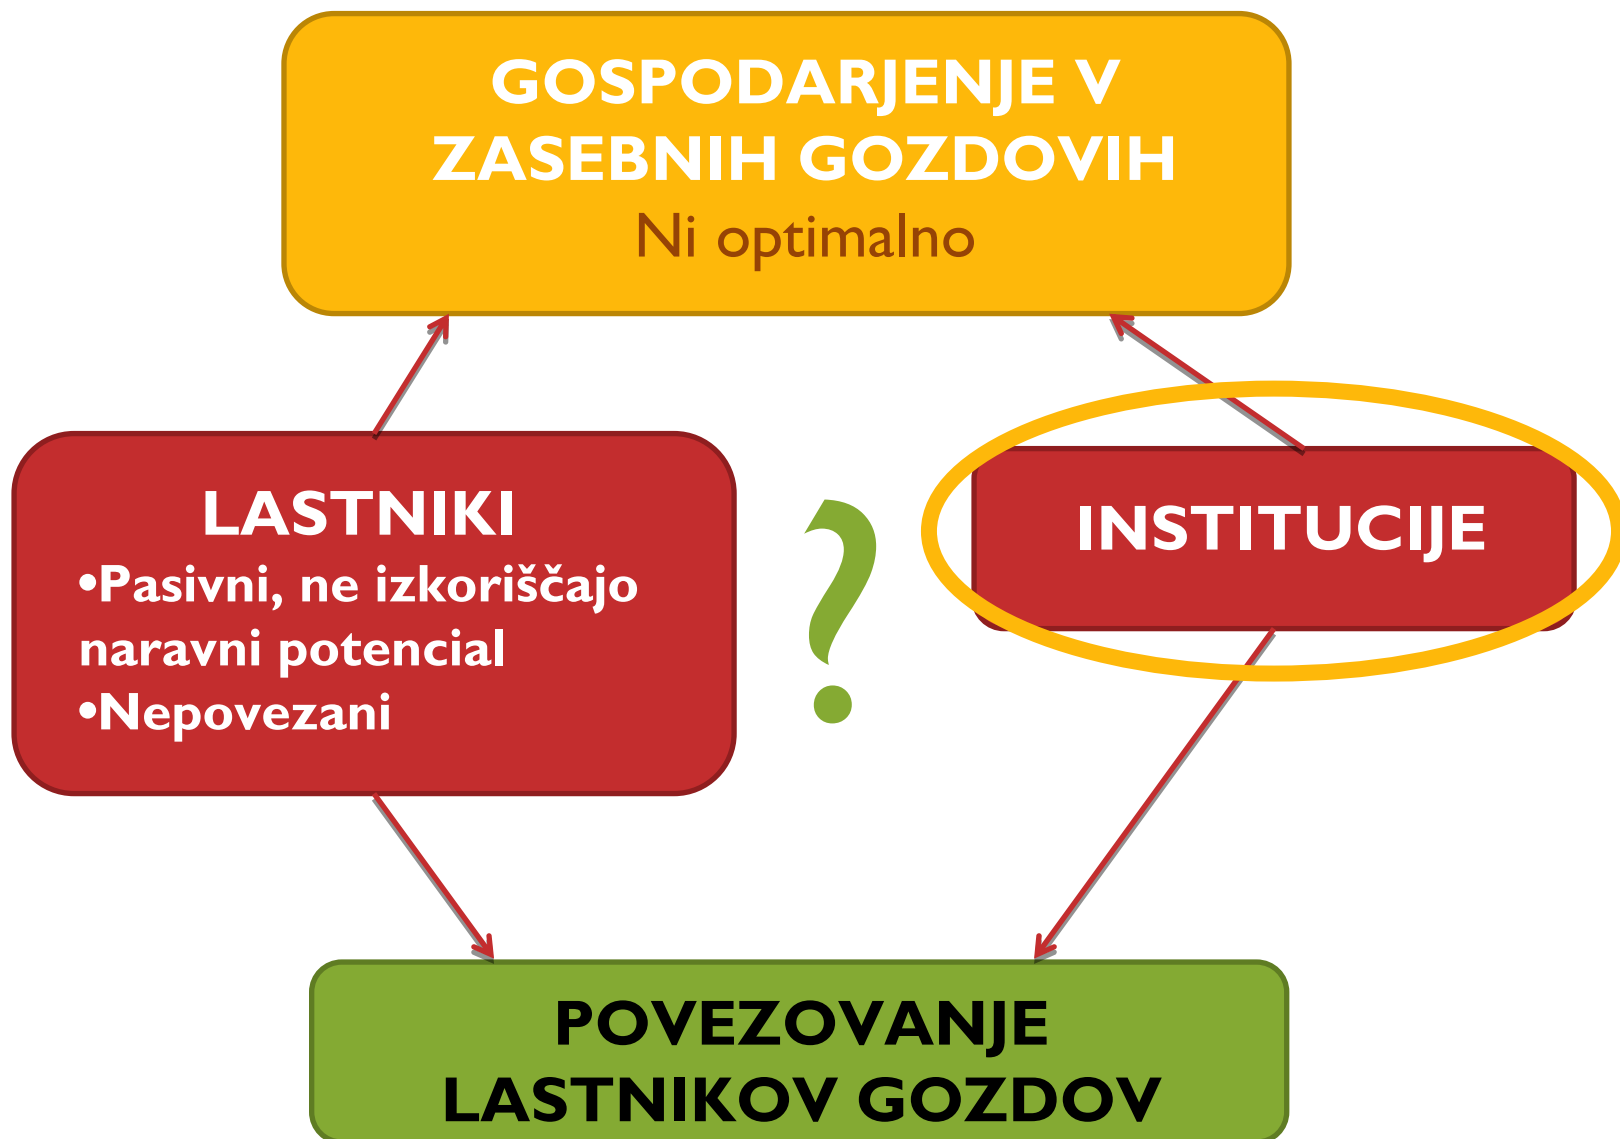 GOSPODARJENJE V
ZASEBNIH GOZDOVIH
Ni optimalno
LASTNIKI
•Pasivni, ne izkoriščajo
naravni potencial
•Nepovezani
?
INSTITUCIJE
POVEZOVANJE
LASTNIKOV GOZDOV